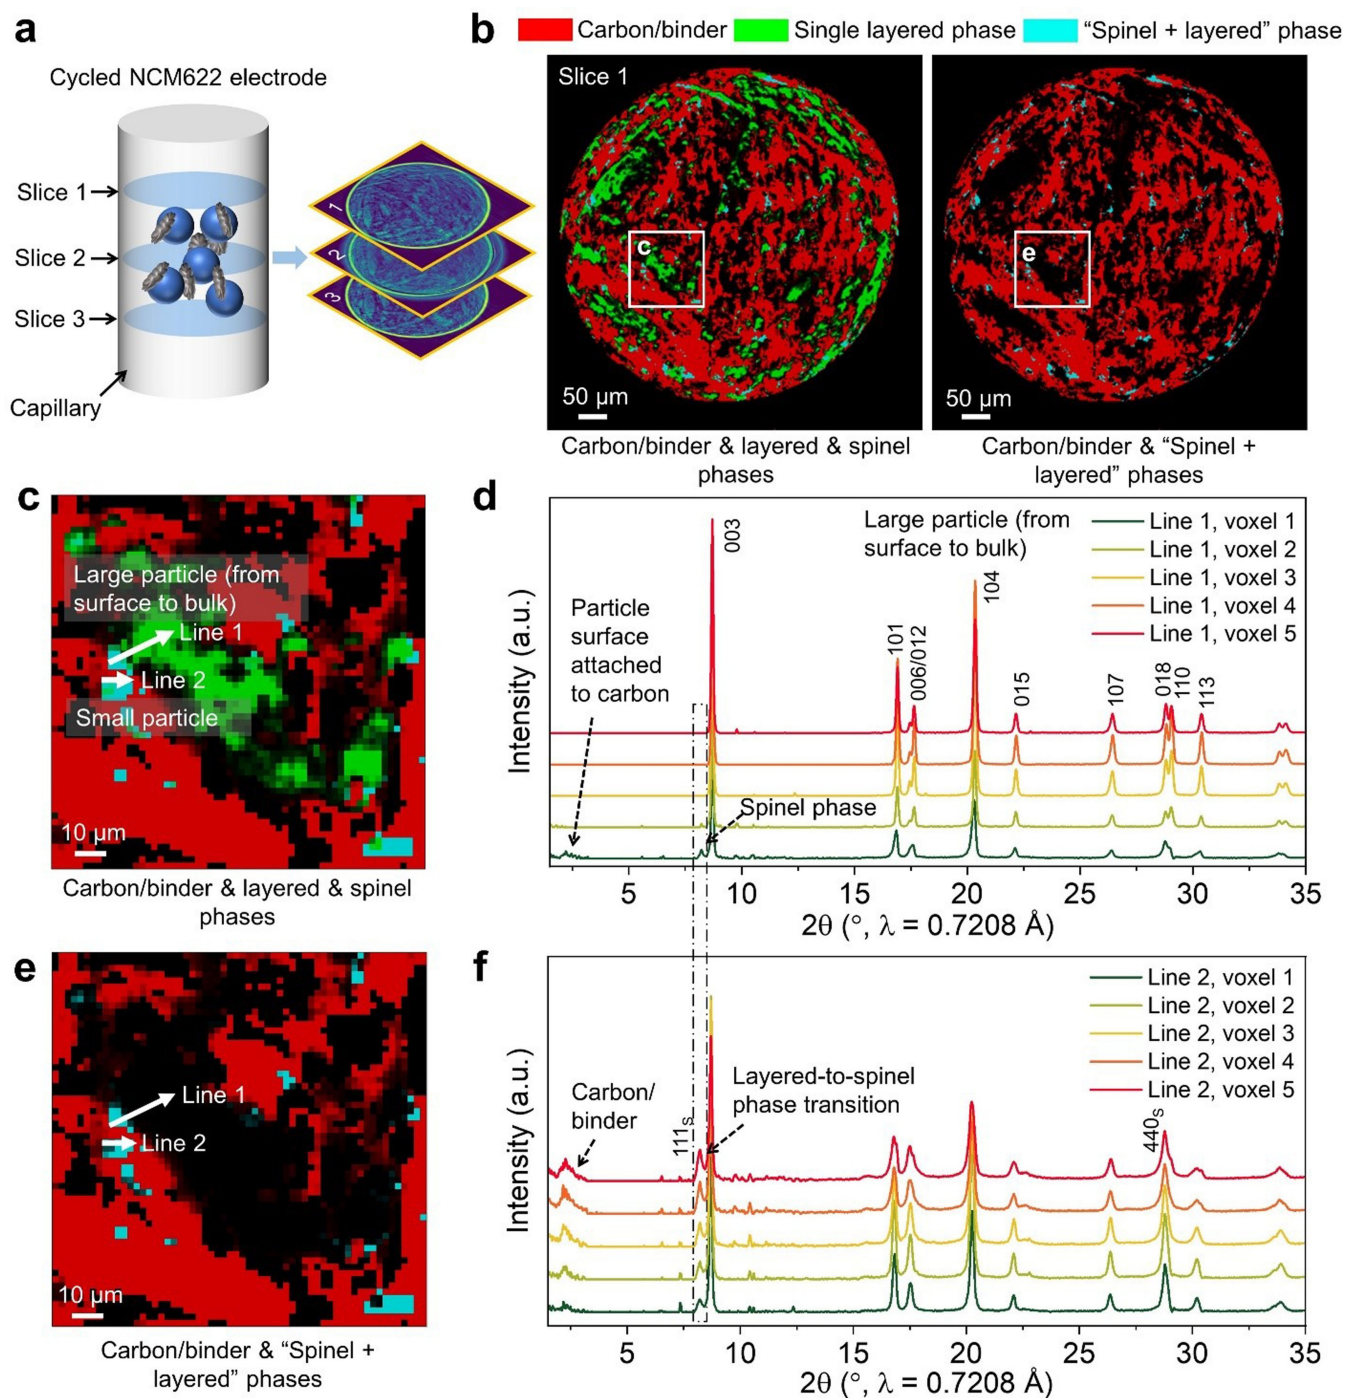 a
Cycled NCM622 electrode
Slice 1
Slice 2
Slice 3
Capillary
1
2
3
b
Carbon/binder
Single layered phase
“Spinel + layered” phase
Slice 1
c
50 μm
Carbon/binder & layered & spinel
phases
e
50 μm
Carbon/binder & “Spinel +
layered” phases
c
Large particle (from
surface to bulk)
Line 1
Line 2
Small particle
10 μm
Carbon/binder & layered & spinel
phases
d
Intensity (a.u.)
Particle
surface
attached
to carbon
003
Large particle (from
surface to bulk)
101
006/012
104
015
107
018
110
113
Spinel phase
Line 1, voxel 1
Line 1, voxel 2
Line 1, voxel 3
Line 1, voxel 4
Line 1, voxel 5
5 10 15 20 25 30 35
2θ (°, λ = 0.7208 Å)
e
Line 1
Line 2
10 μm
Carbon/binder & “Spinel +
layered” phases
f
Intensity (a.u.)
Carbon/
binder
111s
Layered-to-spinel
phase transition
440s
Line 2, voxel 1
Line 2, voxel 2
Line 2, voxel 3
Line 2, voxel 4
Line 2, voxel 5
5 10 15 20 25 30 35
2θ (°, λ = 0.7208 Å)